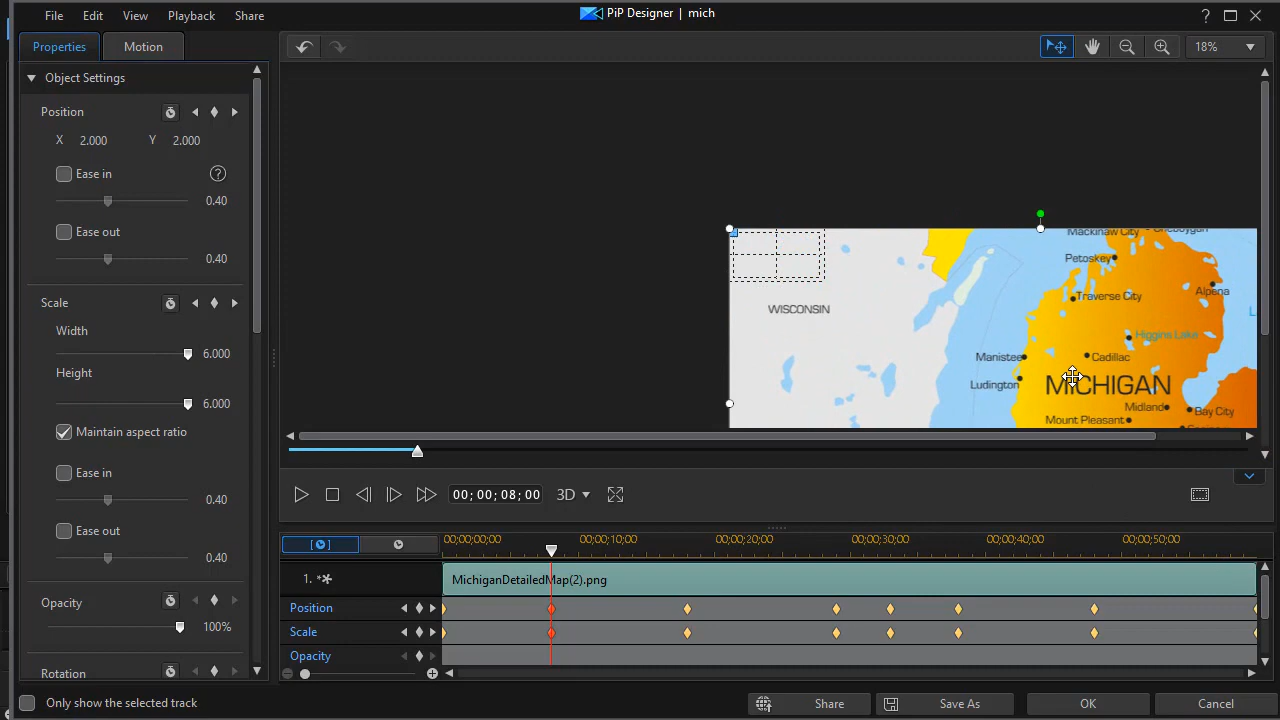 File Edit View Playback Share
PiP Designer | mich
?
Properties Motion
18%
Object Settings
Position
X 2.000 Y 2.000
Ease in
?
0.40
Ease out
0.40
Scale
Width
6.000
Height
6.000
Maintain aspect ratio
Ease in
0.40
Ease out
0.40
Opacity
100%
Rotation
Mackinaw City
Cheboygan
Petoskey
Traverse City
Alpena
WISCONSIN
Higgins Lake
Manistee
Cadillac
Ludington
MICHIGAN
Midland
Bay City
Mount Pleasant
00; 00; 08; 00
3D
00;00;00;00 00;00;10;00 00;00;20;00 00;00;30;00 00;00;40;00 00;00;50;00
1. MichiganDetailedMap(2).png
Position
Scale
Opacity
Only show the selected track
Share Save As OK Cancel